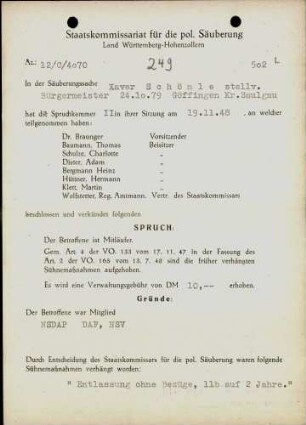 Staatskommissariat für die pol. Säuberung
Land Württemberg-Hohenzollern
Az.: 12/C/4070 249 5o2 L
In der Säuberungssache Xaver Schönle stellv.
Bürgermeister 24.1o.79 Göffingen Kr.Saulgau
hat die Spruchkammer II.in ihrer Sitzung am 19.11.48, an welcher
teilgenommen haben:
Dr. Braunger Vorsitzender
Baumann, Thomas Beisitzer
Schulze, Charlotte "
Dieter, Adam "
Bergmann Heinz "
Hüttner, Hermann "
Klett, Martin "
Walherter, Reg. Amtmann. Vertr. des Staatskommissars
beschlossen und verkündet folgenden
SPRUCH:
Der Betroffene ist Mitläufer.
Gem. Art. 4 der VO. 133 vom 17. 11. 47 in der Fassung des
Art. 2 der VO. 165 vom 13. 7. 48 sind die früher verhängten
Sühnemaßnahmen aufgehoben.
Es wird eine Verwaltungsgebühr von DM 10,-- erhoben.
Gründe:
Der Betroffene war Mitglied
NSDAP DAF, NSV
Durch Entscheidung des Staatskommissars für die pol. Säuberung waren folgende
Sühnemaßnahmen verhängt worden:
" Entlassung ohne Bezüge, llb auf 2 Jahre."